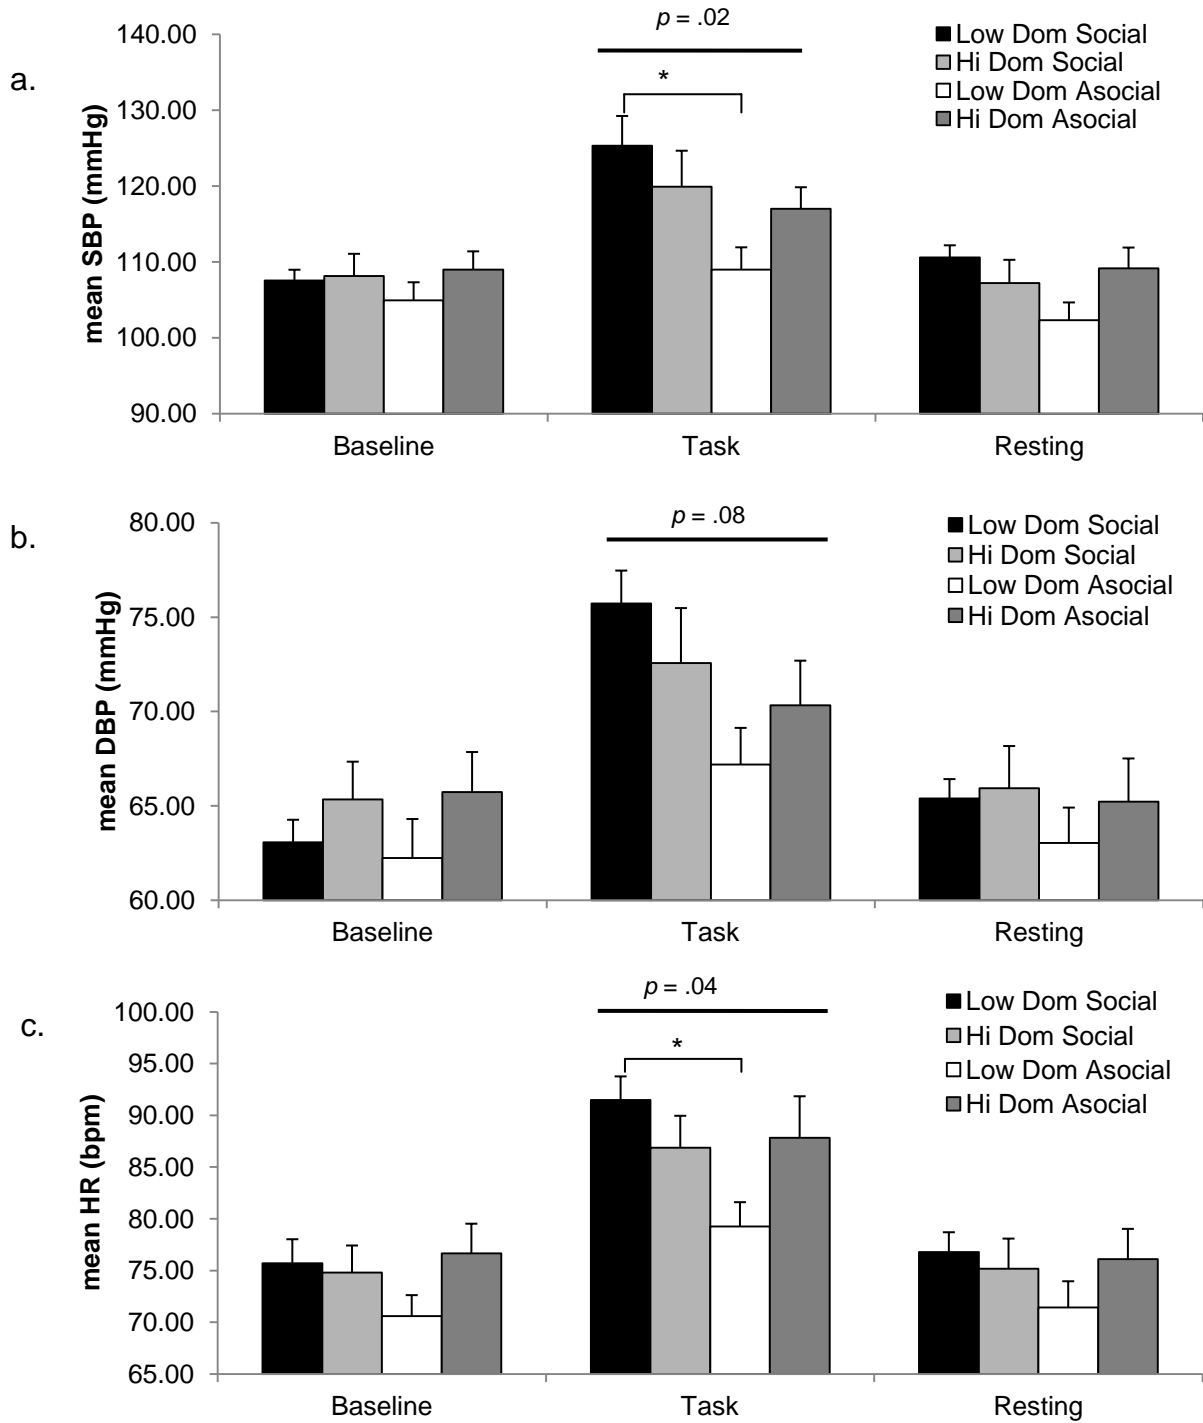 a.
mean SBP (mmHg)
140.00
130.00
120.00
110.00
100.00
90.00
p = .02
*
Low Dom Social
Hi Dom Social
Low Dom Asocial
Hi Dom Asocial
Baseline Task Resting
b.
mean DBP (mmHg)
80.00
75.00
70.00
65.00
60.00
p = .08
Low Dom Social
Hi Dom Social
Low Dom Asocial
Hi Dom Asocial
Baseline Task Resting
c.
mean HR (bpm)
100.00
95.00
90.00
85.00
80.00
75.00
70.00
65.00
p = .04
*
Low Dom Social
Hi Dom Social
Low Dom Asocial
Hi Dom Asocial
Baseline Task Resting